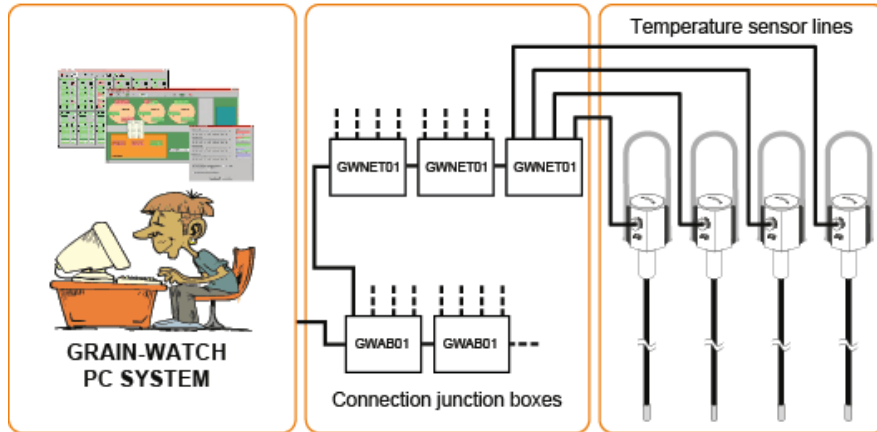 Temperature sensor lines
GWNET01
GWNET01
GWNET01
GWAB01
GWAB01
GRAIN-WATCH
PC SYSTEM
Connection junction boxes